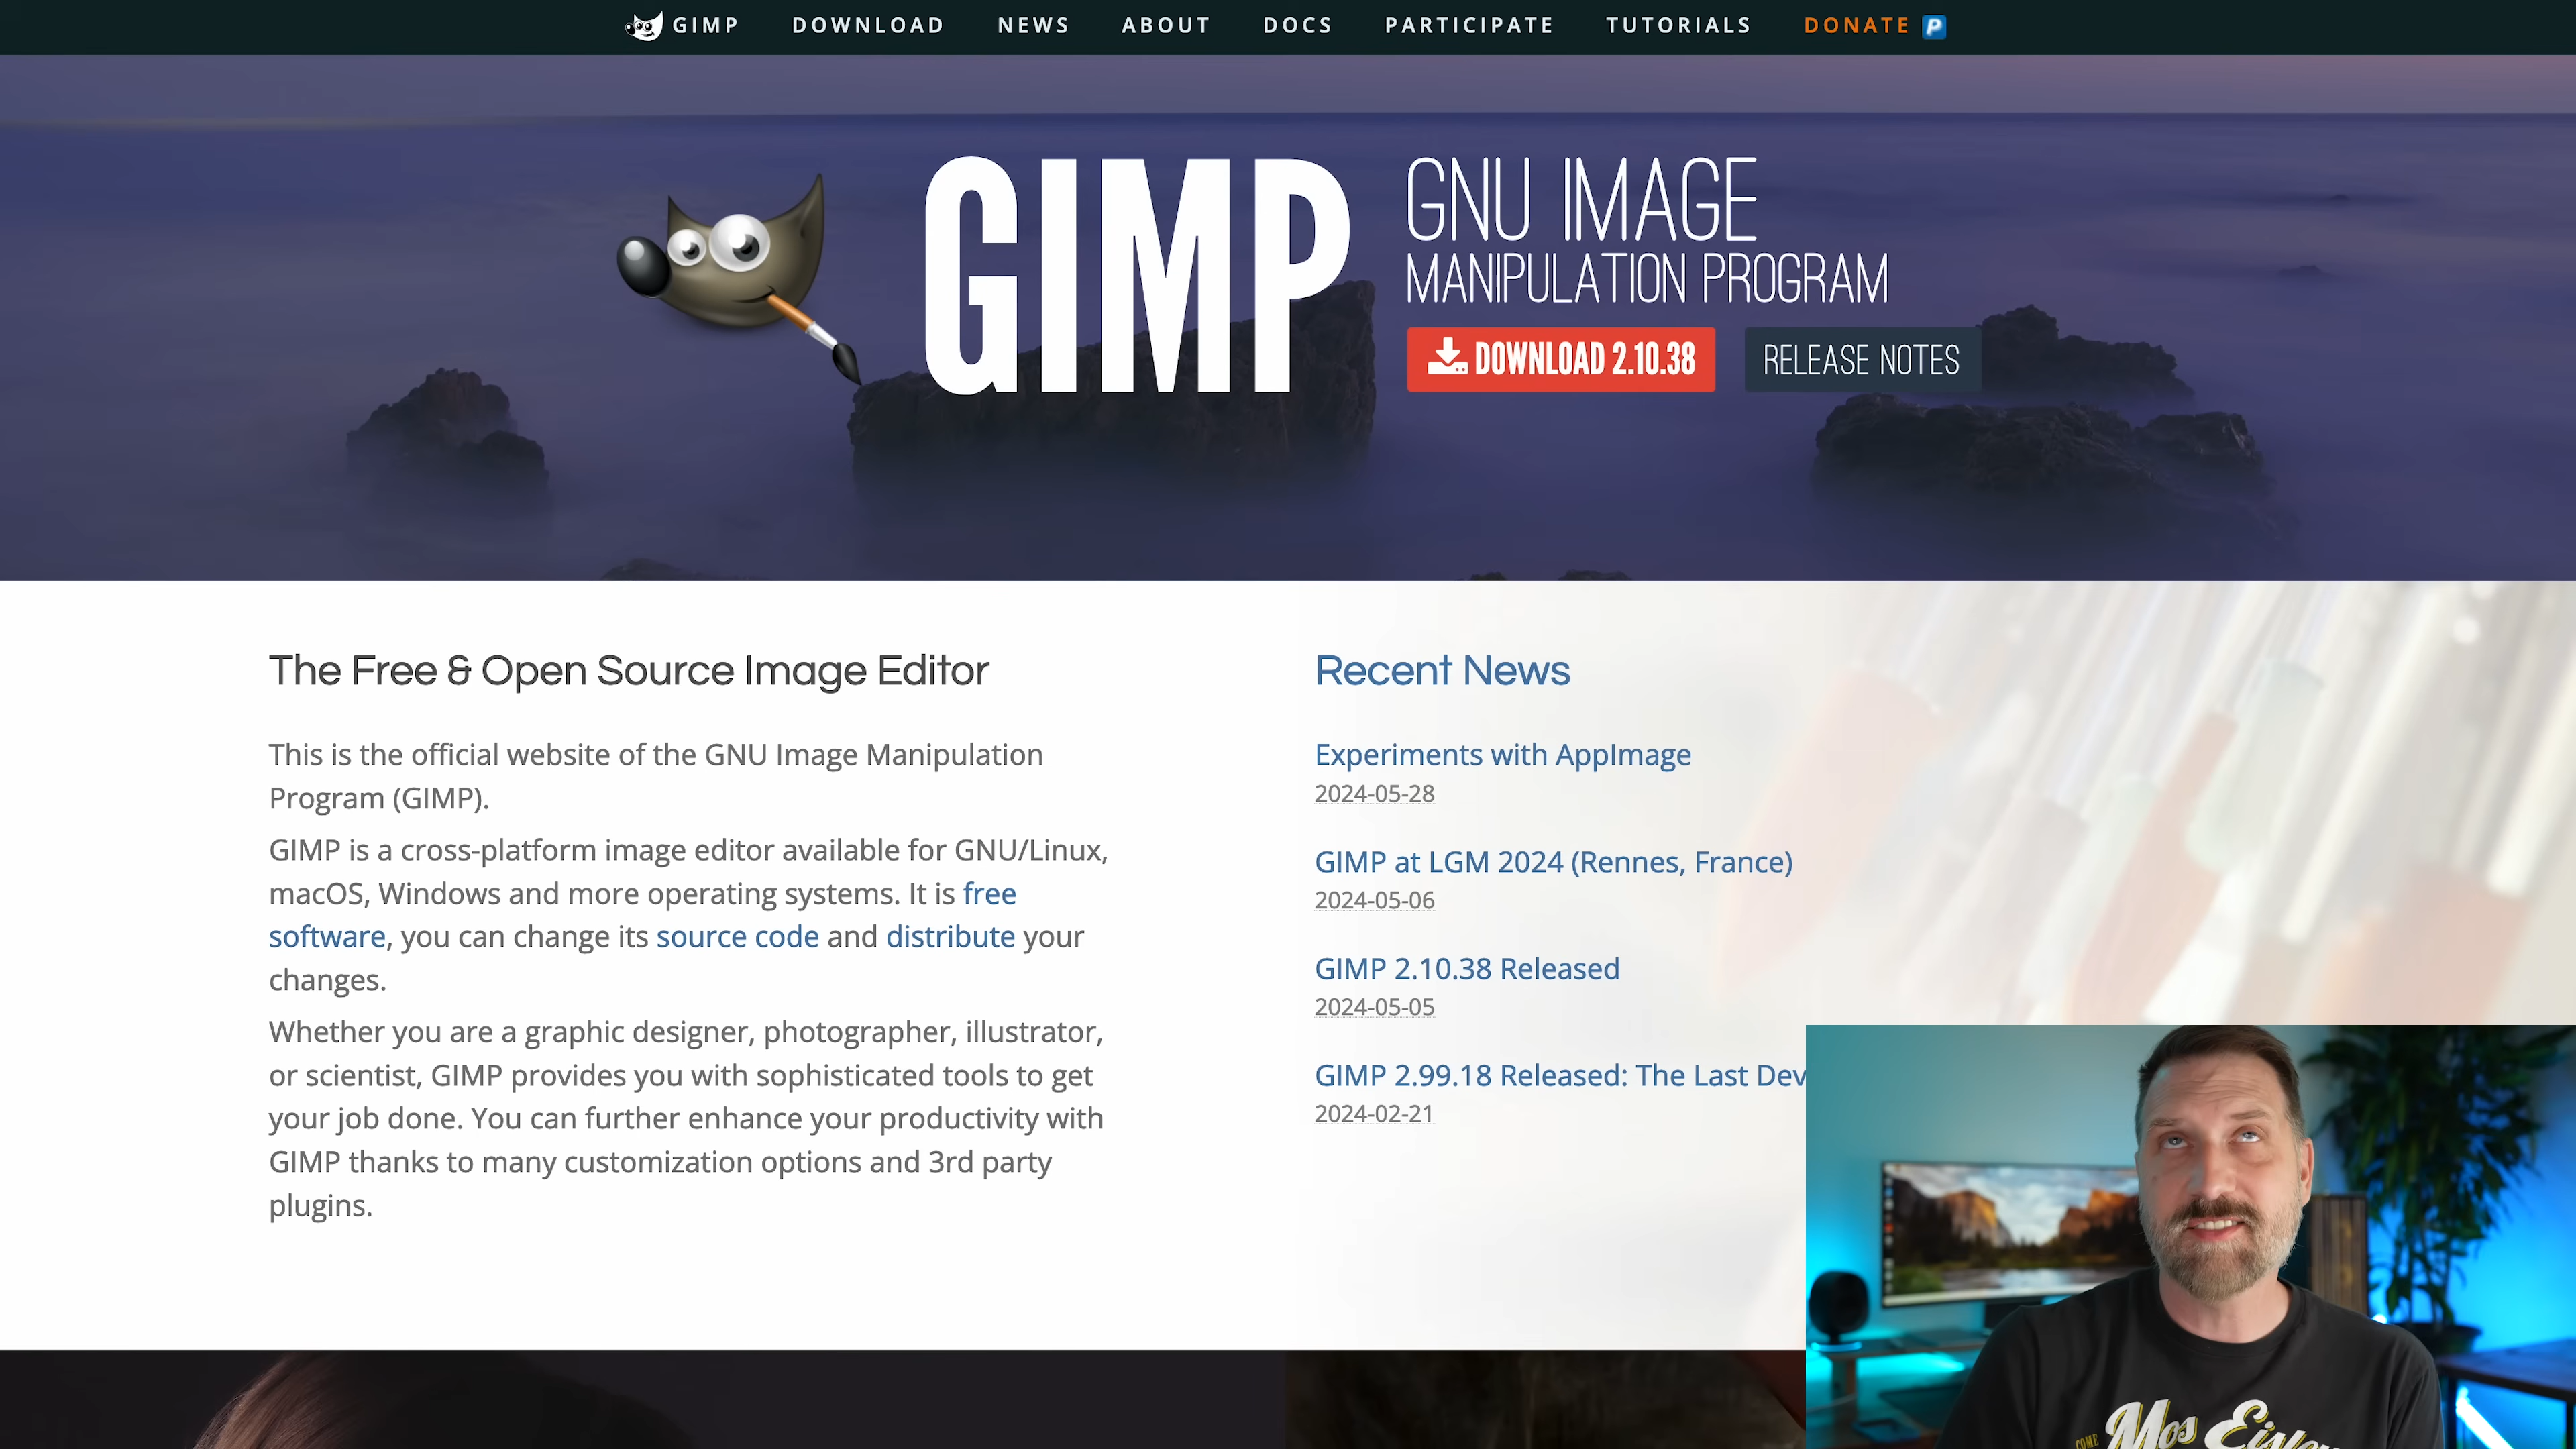 GIMP DOWNLOAD NEWS ABOUT DOCS PARTICIPATE TUTORIALS DONATE
GIMP
GNU IMAGE
MANIPULATION PROGRAM
DOWNLOAD 2.10.38
RELEASE NOTES
The Free & Open Source Image Editor
This is the official website of the GNU Image Manipulation
Program (GIMP).
GIMP is a cross-platform image editor available for GNU/Linux,
macOS, Windows and more operating systems. It is free
software, you can change its source code and distribute your
changes.
Whether you are a graphic designer, photographer, illustrator,
or scientist, GIMP provides you with sophisticated tools to get
your job done. You can further enhance your productivity with
GIMP thanks to many customization options and 3rd party
plugins.
Recent News
Experiments with AppImage
2024-05-28
GIMP at LGM 2024 (Rennes, France)
2024-05-06
GIMP 2.10.38 Released
2024-05-05
GIMP 2.99.18 Released: The Last Dev
2024-02-21
COME
Mos